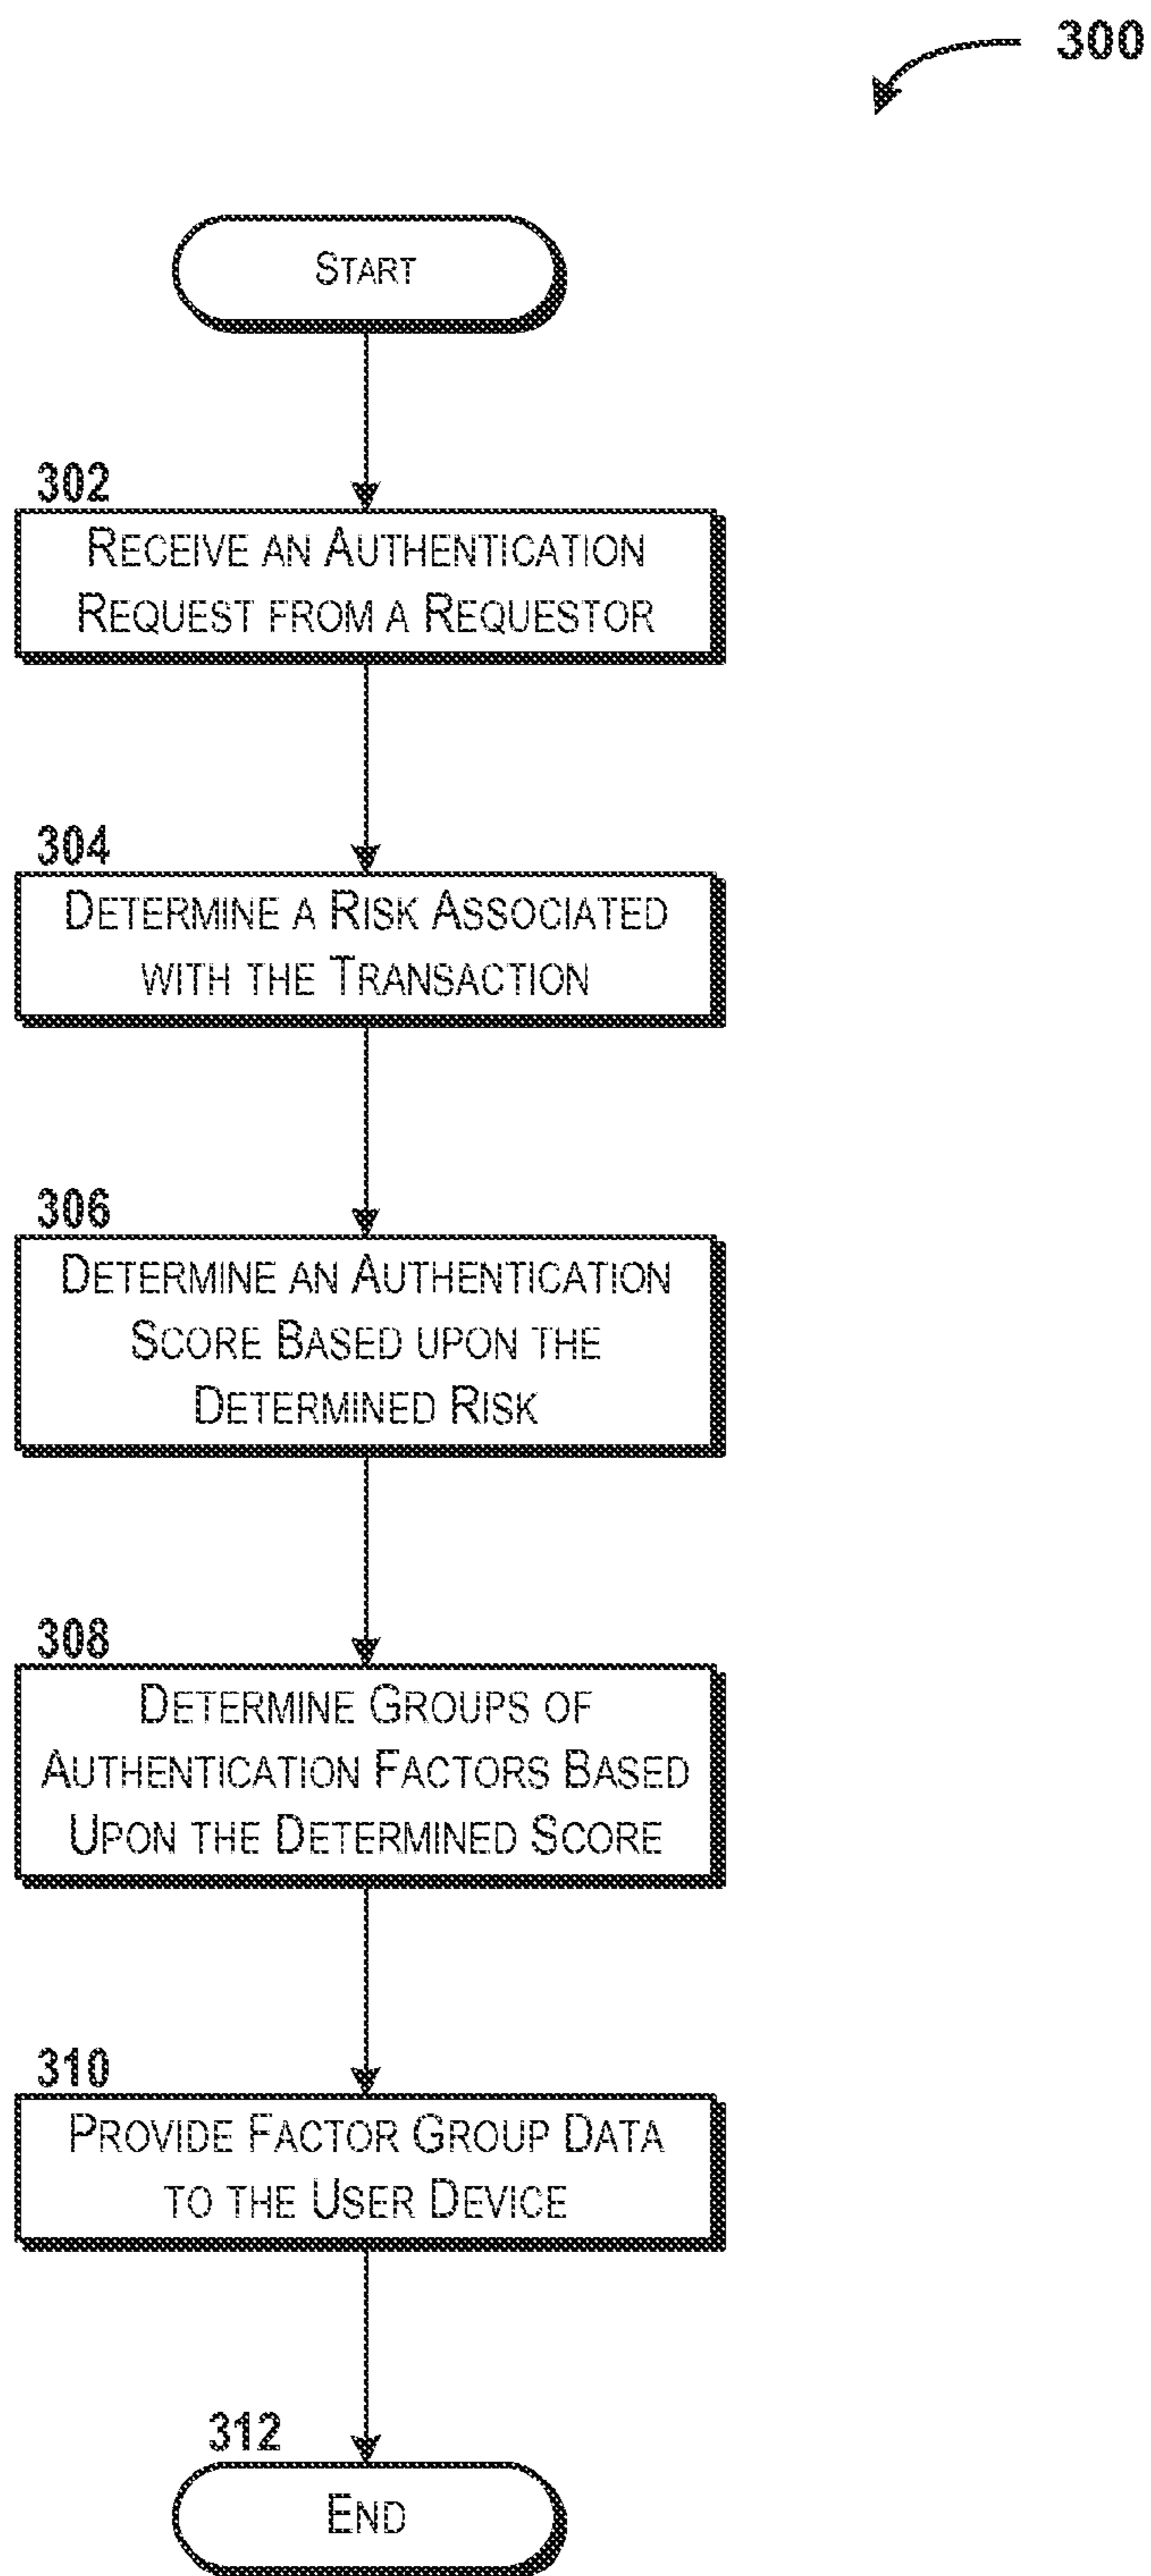 300
START
302
RECEIVE AN AUTHENTICATION
REQUEST FROM A REQUESTOR
304
DETERMINE A RISK ASSOCIATED
WITH THE TRANSACTION
306
DETERMINE AN AUTHENTICATION
SCORE BASED UPON THE
DETERMINED RISK
308
DETERMINE GROUPS OF
AUTHENTICATION FACTORS BASED
UPON THE DETERMINED SCORE
310
PROVIDE FACTOR GROUP DATA
TO THE USER DEVICE
312
END